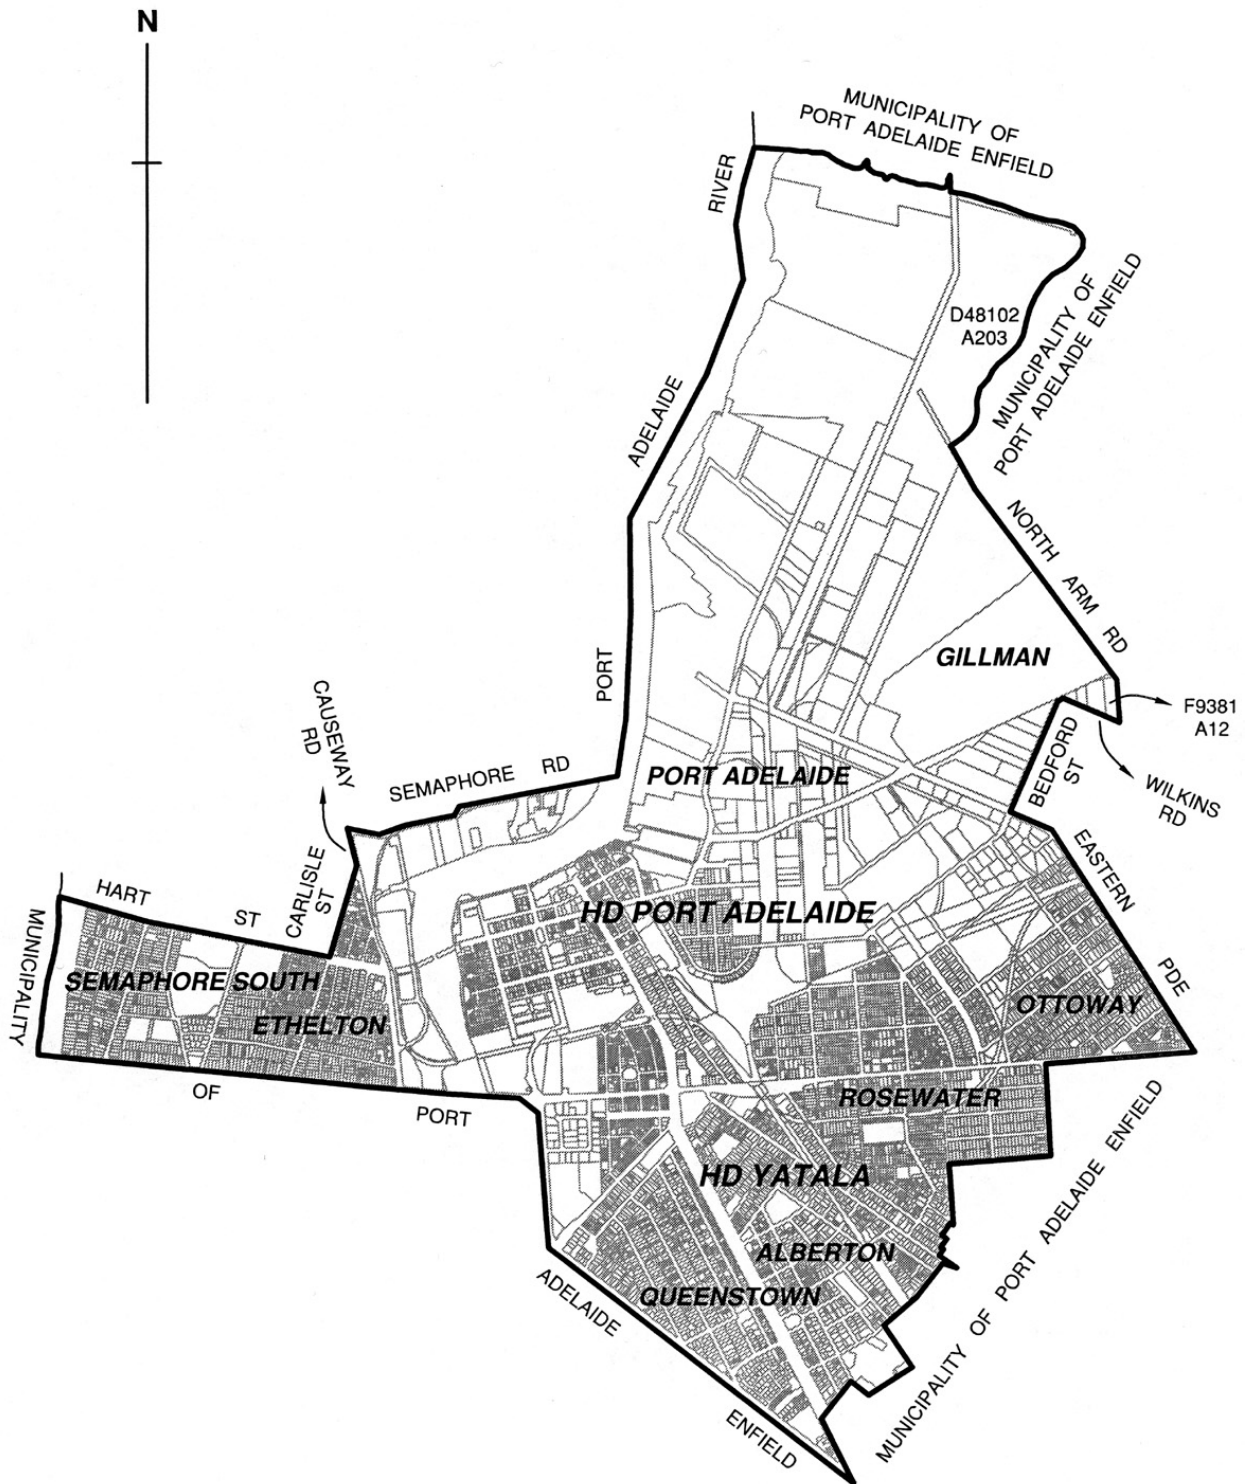 N
MUNICIPALITY OF
PORT ADELAIDE ENFIELD
RIVER
MUNICIPALITY OF
PORT ADELAIDE ENFIELD
D48102
A203
ADELAIDE
NORTH ARM RD
GILLMAN
PORT
F9381
A12
CAUSEWAY
RD
BEDFORD
ST
WILKINS
RD
SEMAPHORE RD
PORT ADELAIDE
CARLISLE
ST
EASTERN PDE
HART ST
HD PORT ADELAIDE
MUNICIPALITY
SEMAPHORE SOUTH
OTTOWAY
ETHELTON
OF
PORT
ROSEWATER
HD YATALA
ALBERTON
QUEENSTOWN
ADELAIDE
ENFIELD
MUNICIPALITY OF PORT ADELAIDE ENFIELD